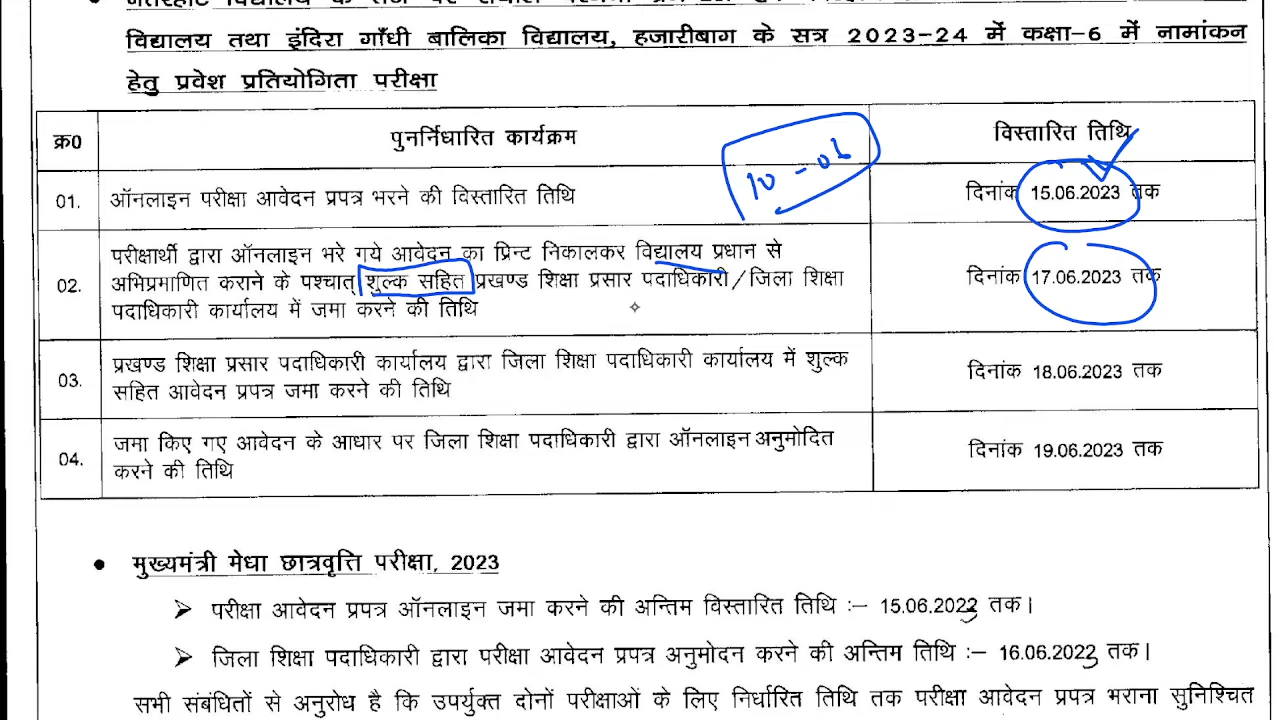 नेतरहाट विद्यालय के
विद्यालय तथा इंदिरा गाँधी बालिका विद्यालय, हजारीबाग के सत्र 2023-24 में कक्षा-6 में नामांकन
हेतु प्रवेश प्रतियोगिता परीक्षा
क्र0 पुनर्निधारित कार्यक्रम विस्तारित तिथि
10-06
01. ऑनलाइन परीक्षा आवेदन प्रपत्र भरने की विस्तारित तिथि दिनांक 15.06.2023 तक
परीक्षार्थी द्वारा ऑनलाइन भरे गये आवेदन का प्रिन्ट निकालकर विद्यालय प्रधान से
02. अभिप्रमाणित कराने के पश्चात् शुल्क सहित प्रखण्ड शिक्षा प्रसार पदाधिकारी/जिला शिक्षा दिनांक 17.06.2023 तक
पदाधिकारी कार्यालय में जमा करने की तिथि
03. प्रखण्ड शिक्षा प्रसार पदाधिकारी कार्यालय द्वारा जिला शिक्षा पदाधिकारी कार्यालय में शुल्क दिनांक 18.06.2023 तक
सहित आवेदन प्रपत्र जमा करने की तिथि
04. जमा किए गए आवेदन के आधार पर जिला शिक्षा पदाधिकारी द्वारा ऑनलाइन अनुमोदित दिनांक 19.06.2023 तक
करने की तिथि
• मुख्यमंत्री मेधा छात्रवृत्ति परीक्षा, 2023
➢ परीक्षा आवेदन प्रपत्र ऑनलाइन जमा करने की अन्तिम विस्तारित तिथि :– 15.06.2023 तक।
➢ जिला शिक्षा पदाधिकारी द्वारा परीक्षा आवेदन प्रपत्र अनुमोदन करने की अन्तिम तिथि :– 16.06.2023 तक।
सभी संबंधितों से अनुरोध है कि उपर्युक्त दोनों परीक्षाओं के लिए निर्धारित तिथि तक परीक्षा आवेदन प्रपत्र भराना सुनिश्चित